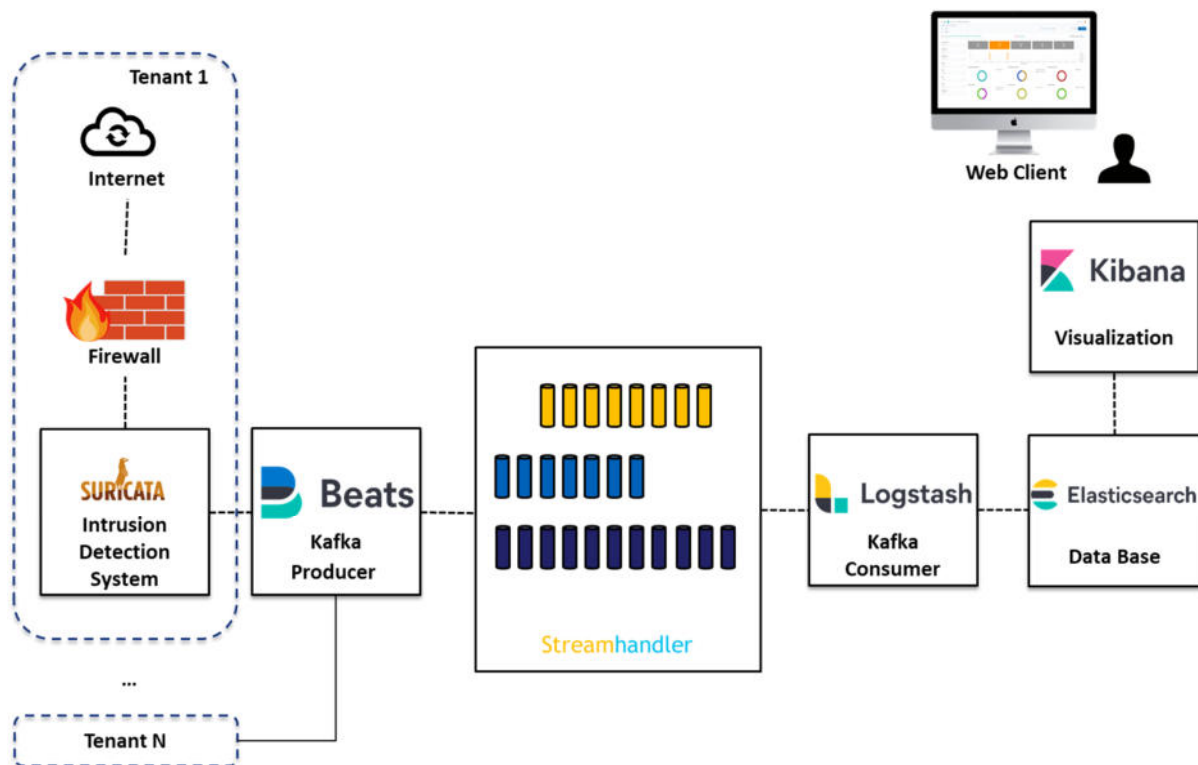 Tenant 1
Internet
Firewall
SURICATA
Intrusion
Detection
System
Beats
Kafka
Producer
...
Tenant N
Streamhandler
Logstash
Kafka
Consumer
Elasticsearch
Data Base
Kibana
Visualization
Web Client